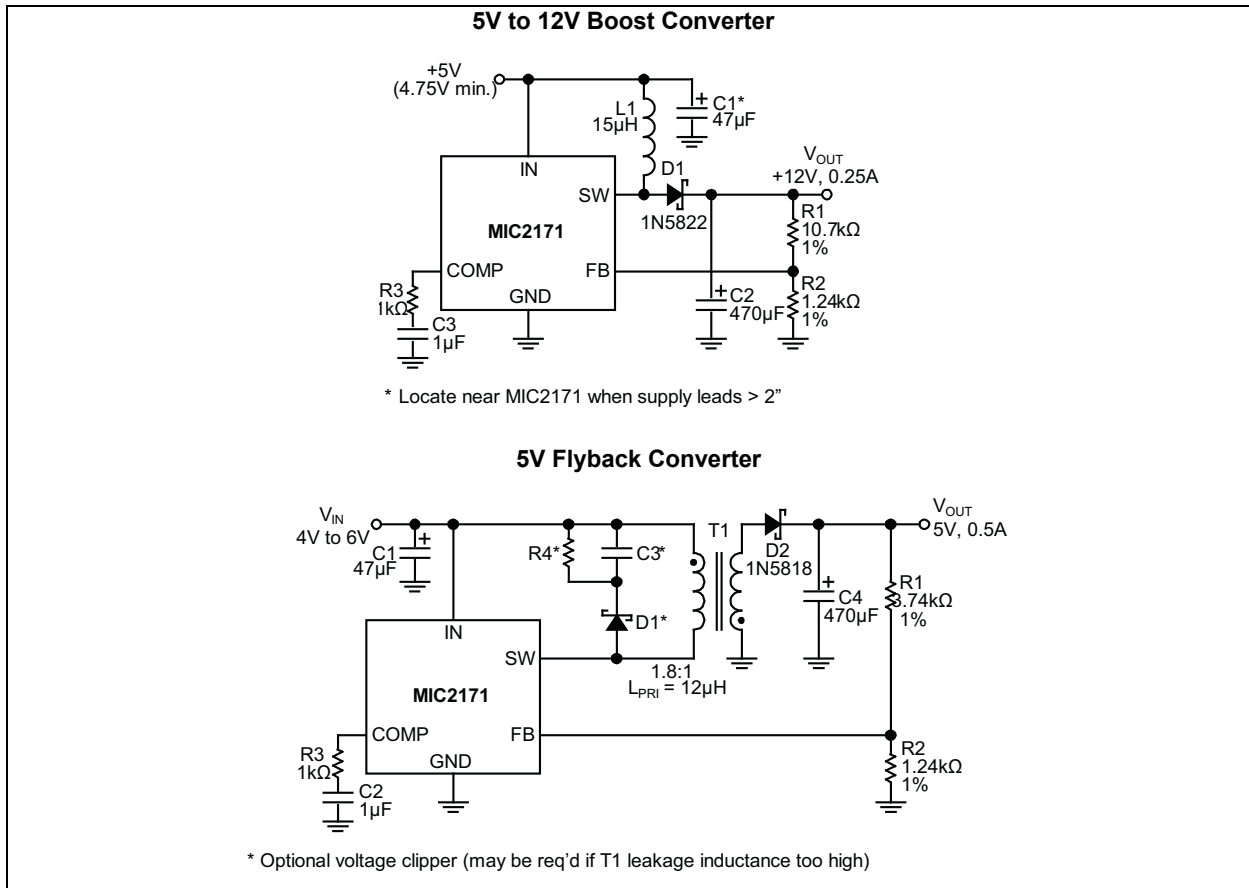 5V to 12V Boost Converter
+5V
(4.75V min.)
L1
15µH
C1*
47µF
+
IN
SW
D1
1N5822
VOUT
+12V, 0.25A
R1
10.7kΩ
1%
MIC2171
COMP
FB
GND
R3
1kΩ
C3
1µF
+
C2
470µF
R2
1.24kΩ
1%
* Locate near MIC2171 when supply leads > 2”
5V Flyback Converter
VIN
4V to 6V
C1
47µF
+
R4*
C3*
D1*
T1
D2
1N5818
VOUT
5V, 0.5A
+
C4
470µF
R1
3.74kΩ
1%
IN
SW
1.8:1
LPRI = 12µH
MIC2171
COMP
FB
GND
R3
1kΩ
C2
1µF
R2
1.24kΩ
1%
* Optional voltage clipper (may be req’d if T1 leakage inductance too high)